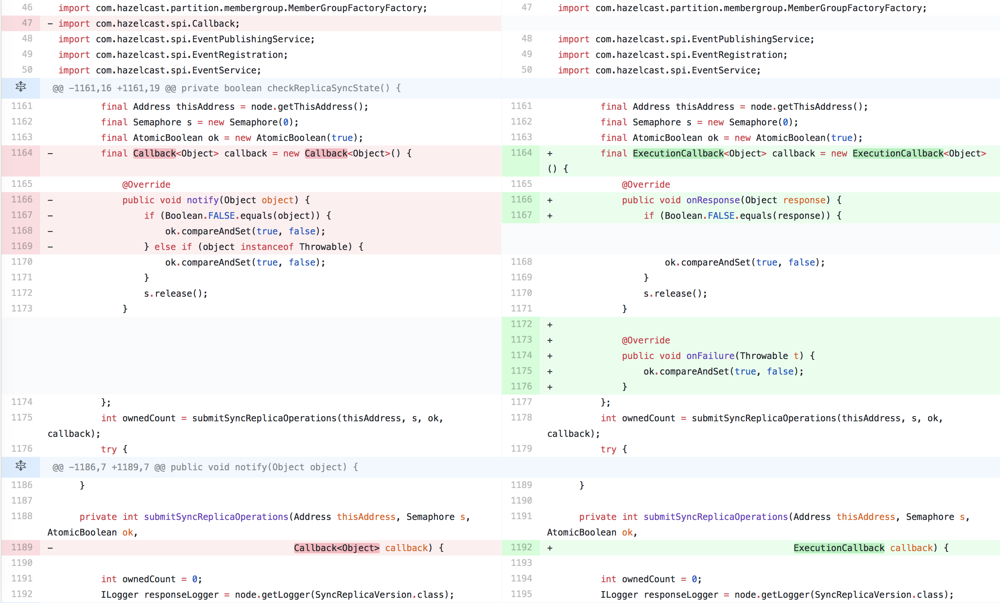 46 import com.hazelcast.partition.membergroup.MemberGroupFactoryFactory; 47 import com.hazelcast.partition.membergroup.MemberGroupFactoryFactory;
47 - import com.hazelcast.spi.Callback;
48 import com.hazelcast.spi.EventPublishingService; 48 import com.hazelcast.spi.EventPublishingService;
49 import com.hazelcast.spi.EventRegistration; 49 import com.hazelcast.spi.EventRegistration;
50 import com.hazelcast.spi.EventService; 50 import com.hazelcast.spi.EventService;
@@ -1161,16 +1161,19 @@ private boolean checkReplicaSyncState() {
1161 final Address thisAddress = node.getThisAddress(); 1161 final Address thisAddress = node.getThisAddress();
1162 final Semaphore s = new Semaphore(0); 1162 final Semaphore s = new Semaphore(0);
1163 final AtomicBoolean ok = new AtomicBoolean(true); 1163 final AtomicBoolean ok = new AtomicBoolean(true);
1164 - final Callback<Object> callback = new Callback<Object>() { 1164 + final ExecutionCallback<Object> callback = new ExecutionCallback<Object>
() {
1165 @Override 1165 @Override
1166 - public void notify(Object object) { 1166 + public void onResponse(Object response) {
1167 - if (Boolean.FALSE.equals(object)) { 1167 + if (Boolean.FALSE.equals(response)) {
1168 - ok.compareAndSet(true, false);
1169 - } else if (object instanceof Throwable) {
1170 ok.compareAndSet(true, false); 1168 ok.compareAndSet(true, false);
1171 } 1169 }
1172 s.release(); 1170 s.release();
1173 } 1171 }
1172 +
1173 + @Override
1174 + public void onFailure(Throwable t) {
1175 + ok.compareAndSet(true, false);
1176 + }
1174 }; 1177 };
1175 int ownedCount = submitSyncReplicaOperations(thisAddress, s, ok, 1178 int ownedCount = submitSyncReplicaOperations(thisAddress, s, ok,
callback); callback);
1176 try { 1179 try {
@@ -1186,7 +1189,7 @@ public void notify(Object object) {
1186 } 1189 }
1187 1190
1188 private int submitSyncReplicaOperations(Address thisAddress, Semaphore s, 1191 private int submitSyncReplicaOperations(Address thisAddress, Semaphore s,
AtomicBoolean ok, AtomicBoolean ok,
1189 - Callback<Object> callback) { 1192 + ExecutionCallback callback) {
1190 1193
1191 int ownedCount = 0; 1194 int ownedCount = 0;
1192 ILogger responseLogger = node.getLogger(SyncReplicaVersion.class); 1195 ILogger responseLogger = node.getLogger(SyncReplicaVersion.class);